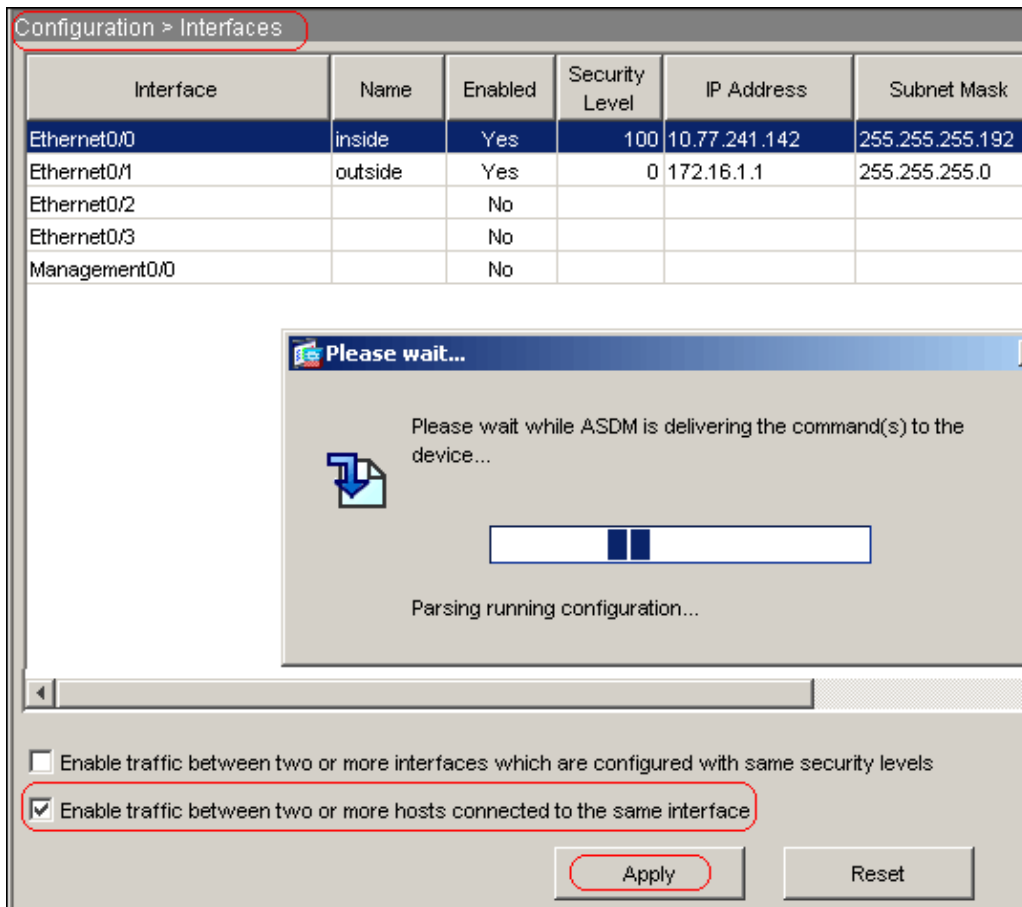 Configuration > Interfaces
Interface Name Enabled Security Level IP Address Subnet Mask
Ethernet0/0 inside Yes 100 10.77.241.142 255.255.255.192
Ethernet0/1 outside Yes 0 172.16.1.1 255.255.255.0
Ethernet0/2 No
Ethernet0/3 No
Management0/0 No
Please wait...
Please wait while ASDM is delivering the command(s) to the
device...
Parsing running configuration...
Enable traffic between two or more interfaces which are configured with same security levels
Enable traffic between two or more hosts connected to the same interface
Apply Reset